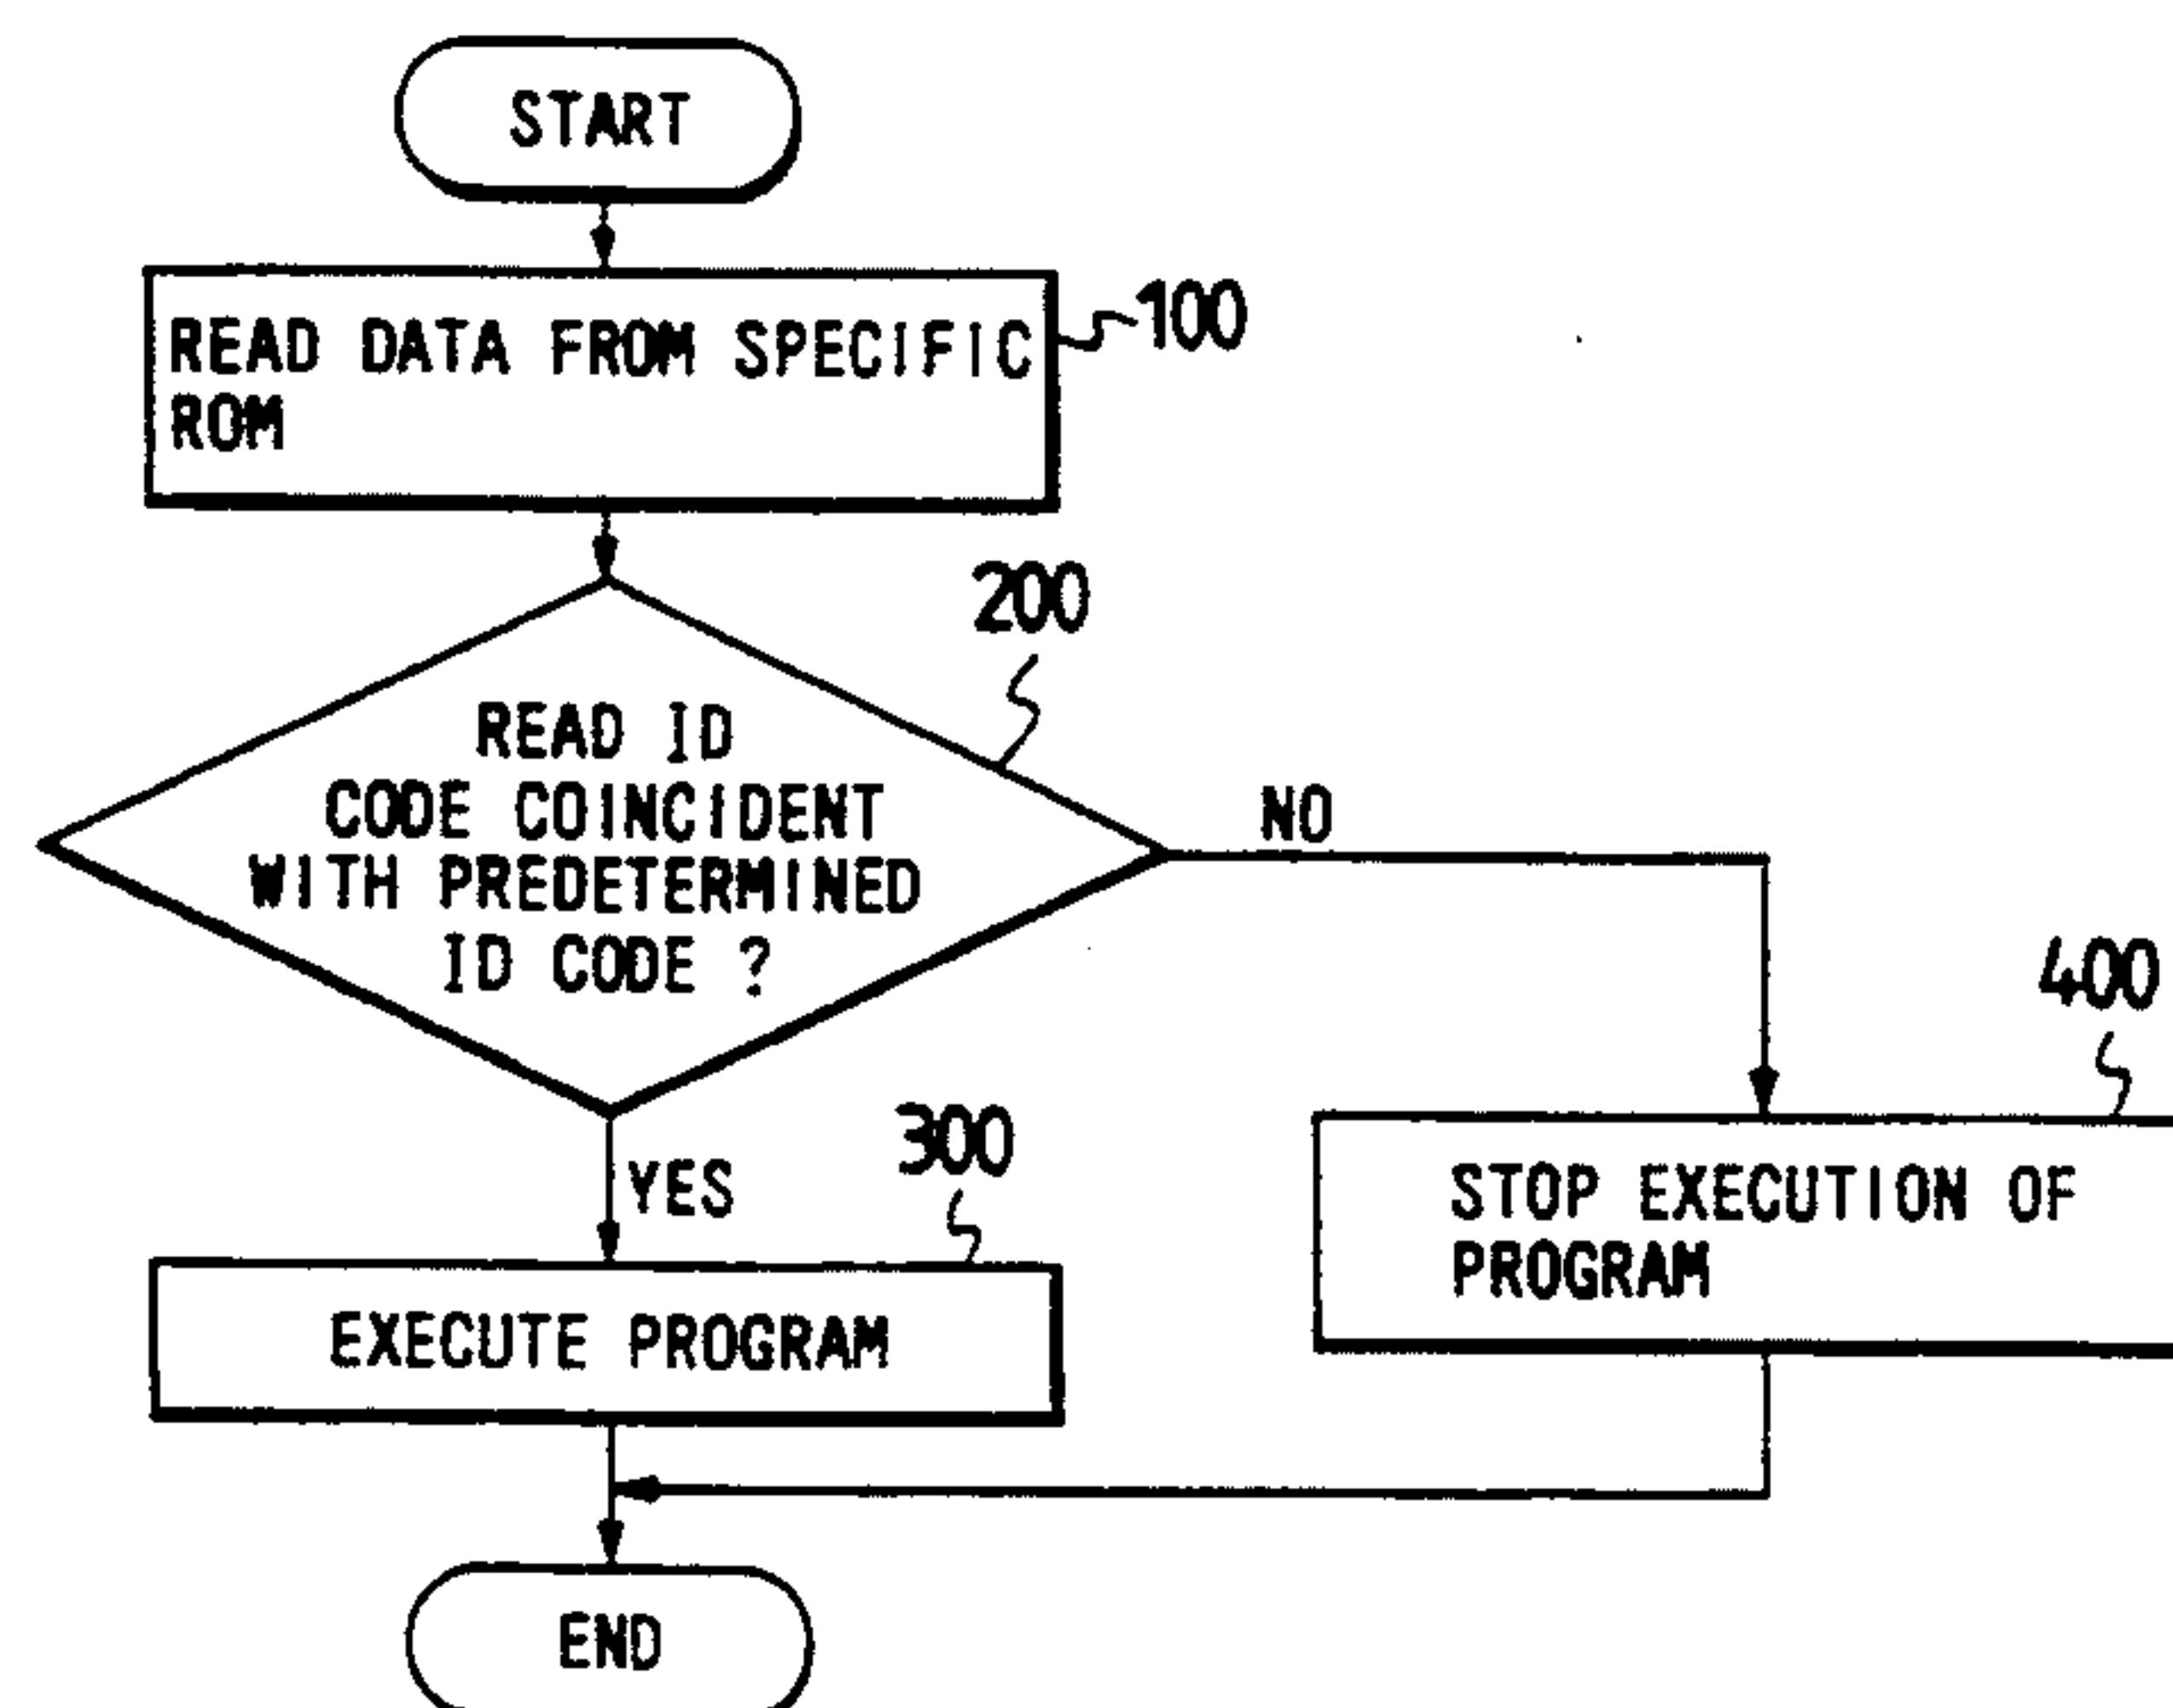 START
READ DATA FROM SPECIFIC
ROM
100
200
READ ID
CODE COINCIDENT
WITH PREDETERMINED
ID CODE ?
NO
400
YES
300
STOP EXECUTION OF
PROGRAM
EXECUTE PROGRAM
END